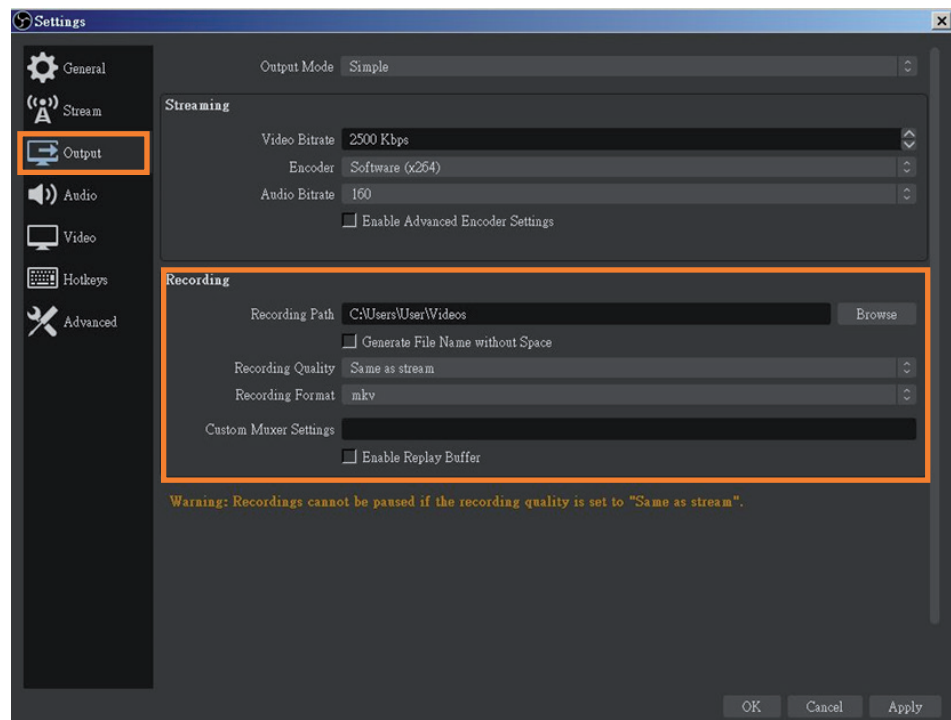 Settings
General
Stream
Output
Audio
Video
Hotkeys
Advanced
Output Mode Simple
Streaming
Video Bitrate 2500 Kbps
Encoder Software (x264)
Audio Bitrate 160
Enable Advanced Encoder Settings
Recording
Recording Path C:\Users\User\Videos Browse
Generate File Name without Space
Recording Quality Same as stream
Recording Format mkv
Custom Muxer Settings
Enable Replay Buffer
Warning: Recordings cannot be paused if the recording quality is set to "Same as stream".
OK Cancel Apply